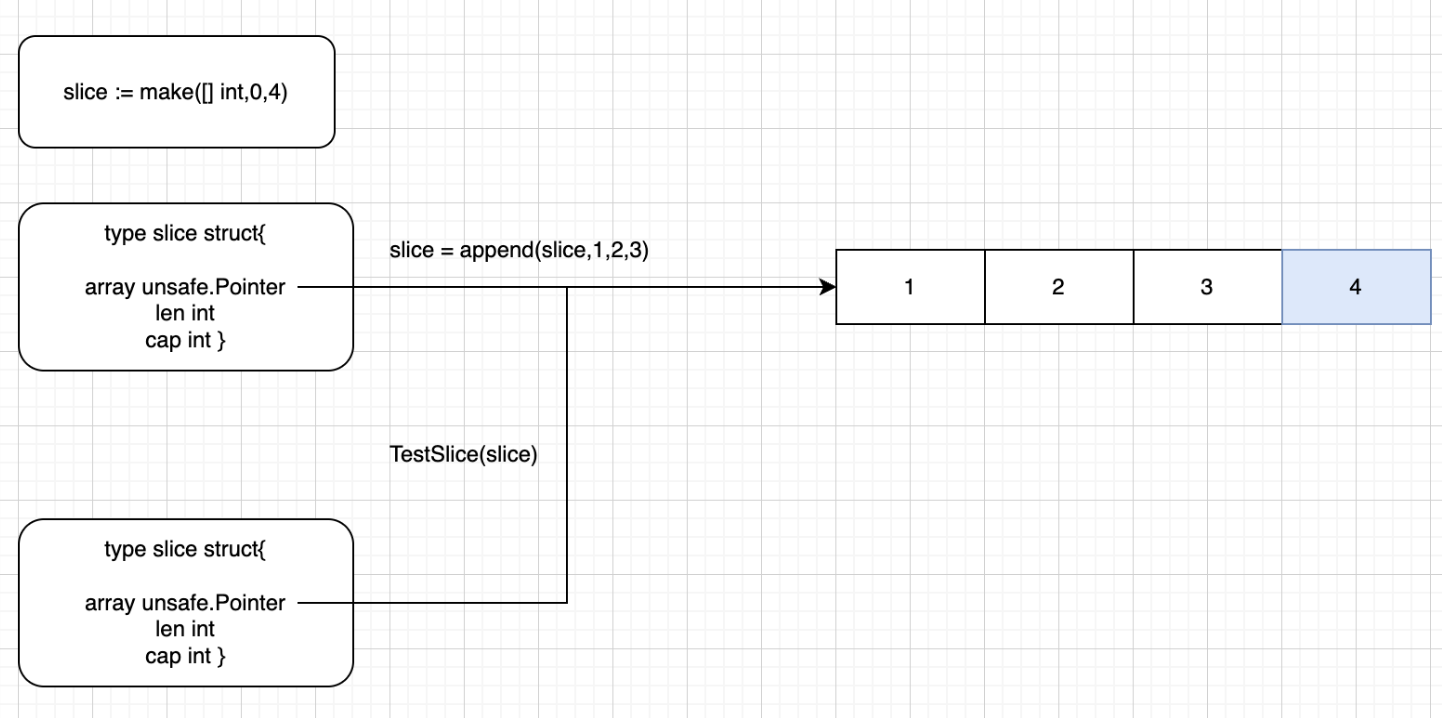 slice := make([] int,0,4)
type slice struct{
array unsafe.Pointer
len int
cap int }
slice = append(slice,1,2,3)
1 2 3 4
TestSlice(slice)
type slice struct{
array unsafe.Pointer
len int
cap int }